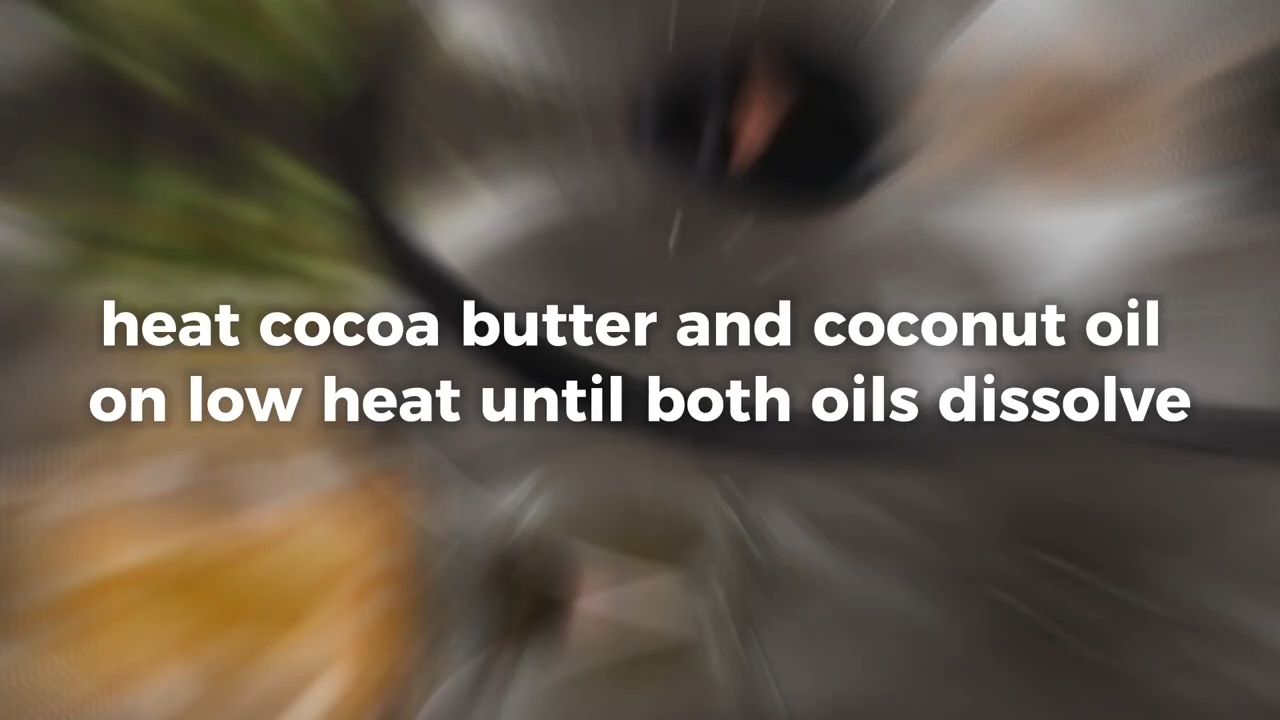 heat cocoa butter and coconut oil
on low heat until both oils dissolve